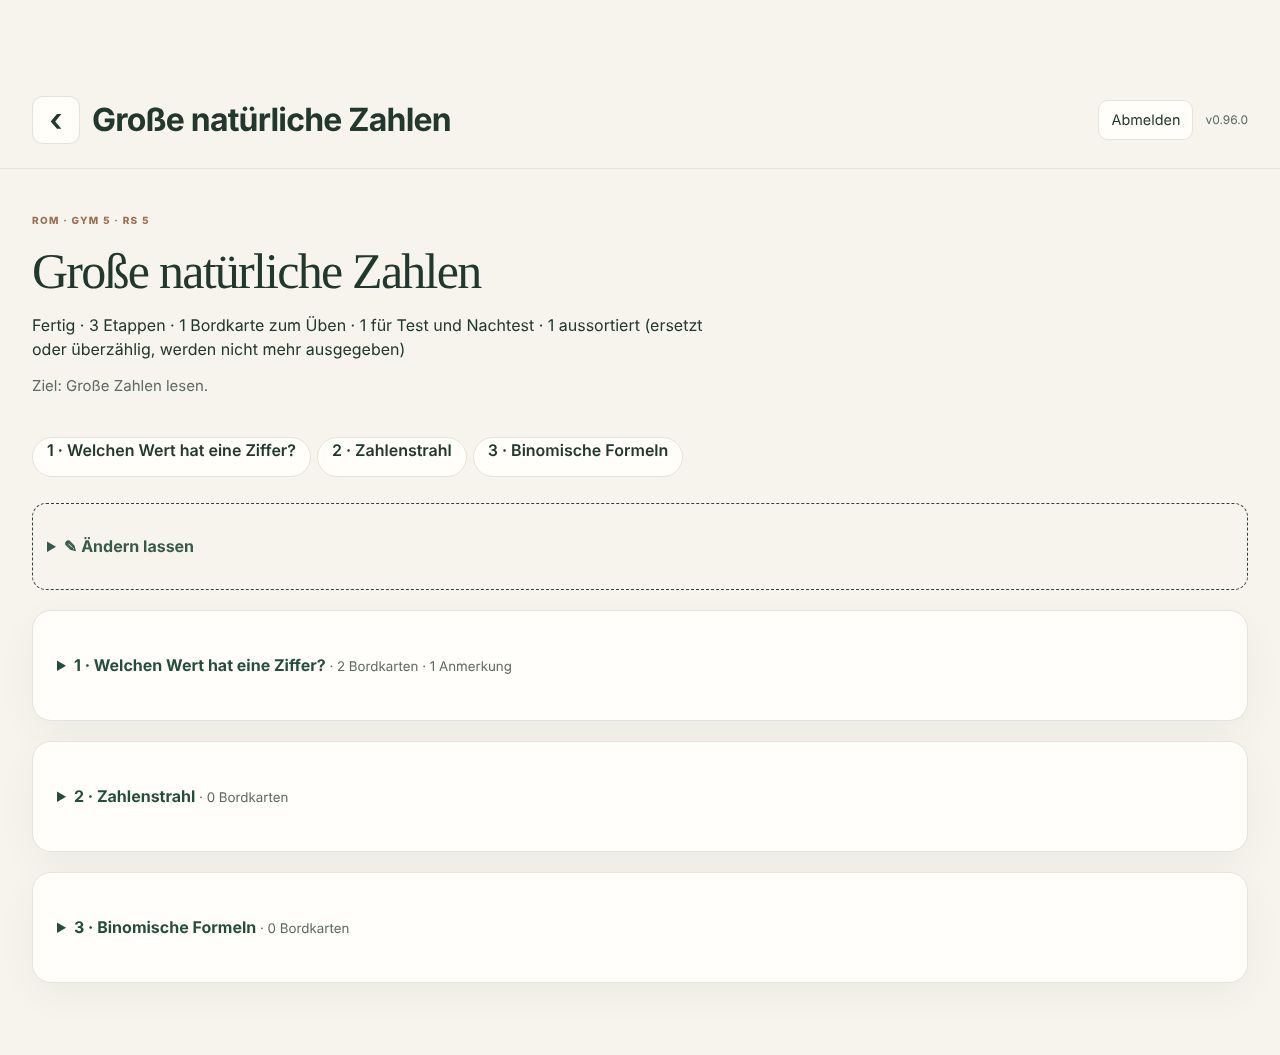 ‹ Große natürliche Zahlen
Abmelden v0.96.0
ROM · GYM 5 · RS 5
Große natürliche Zahlen
Fertig · 3 Etappen · 1 Bordkarte zum Üben · 1 für Test und Nachtest · 1 aussortiert (ersetzt
oder überzählig, werden nicht mehr ausgegeben)
Ziel: Große Zahlen lesen.
1 · Welchen Wert hat eine Ziffer? 2 · Zahlenstrahl 3 · Binomische Formeln
▶ ✎ Ändern lassen
▶ 1 · Welchen Wert hat eine Ziffer? · 2 Bordkarten · 1 Anmerkung
▶ 2 · Zahlenstrahl · 0 Bordkarten
▶ 3 · Binomische Formeln · 0 Bordkarten